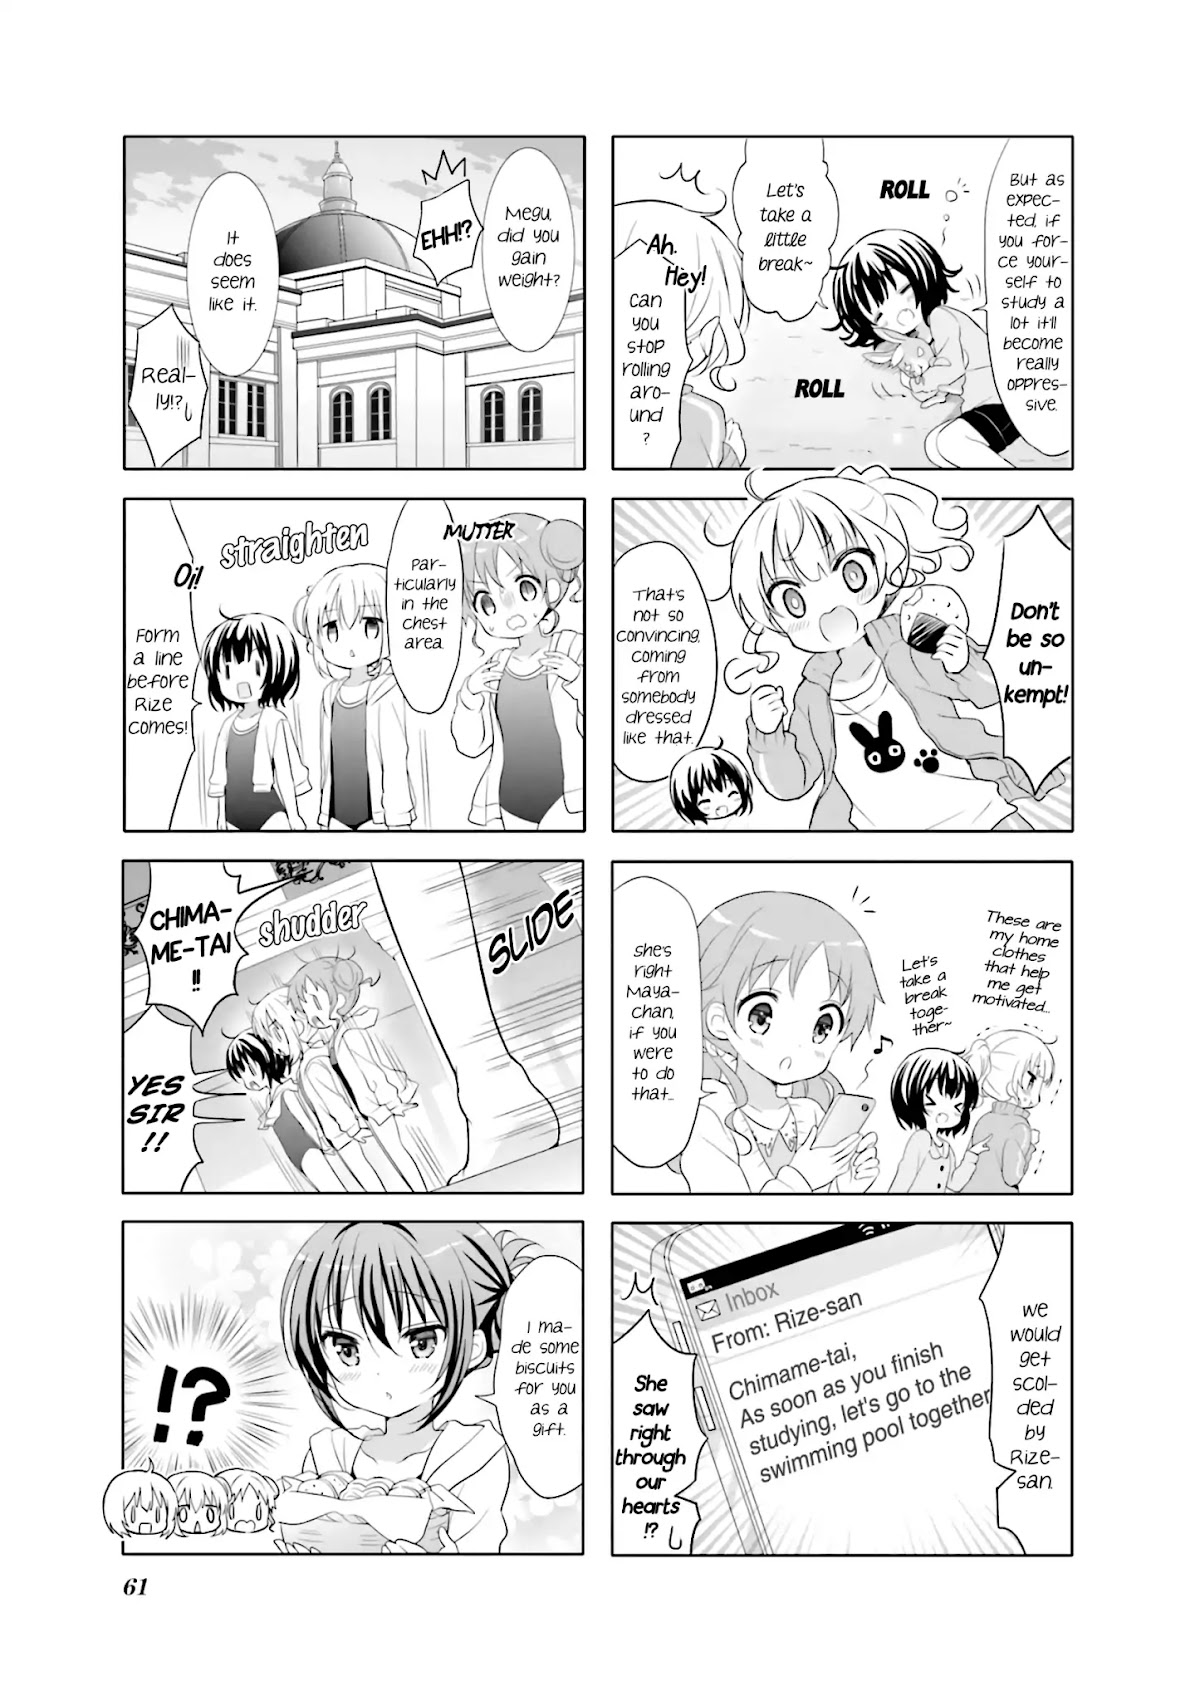 But as
expec-
ted, if
you for-
ce your-
self to
study a
lot it'll
become
really
oppres-
sive.
ROLL
Let's
take a
little
break~
ROLL
Ah.
Hey!
can
you
stop
rolling
aro-
und
?
Don't
be so
un-
kempt!
That's
not so
convincing,
coming
from
somebody
dressed
like that.
These are
my home
clothes
that help
me get
motivated...
Let's
take a
break
toge-
ther~
she's
right
Maya-
chan,
if you
were
to do
that...
we
would
get
scol-
ded
by
Rize-
san.
Inbox
From: Rize-san
Chimame-tai,
As soon as you finish
studying, let's go to the
swimming pool together
She
saw
right
through
our
hearts
!?
Megu,
did you
gain
weight?
EHH!?
It
does
seem
like it.
Real-
ly!?
MUTTER
Par-
ticularly
in the
chest
area.
straighten
Oi!
Form
a line
before
Rize
comes!
SLIDE
shudder
CHIMA-
ME-TAI
!!
YES
SIR
!!
I ma-
de some
biscuits
for you
as a
gift.
!?
61